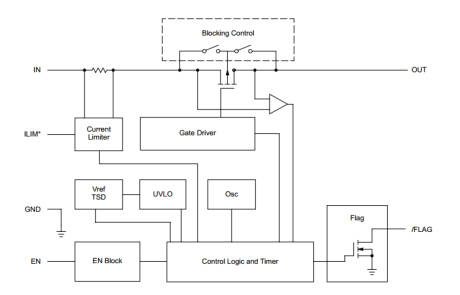 Blocking Control
IN
OUT
ILIM*
Current
Limiter
Gate Driver
Vref
TSD
UVLO
Osc
GND
Flag
/FLAG
EN
EN Block
Control Logic and Timer